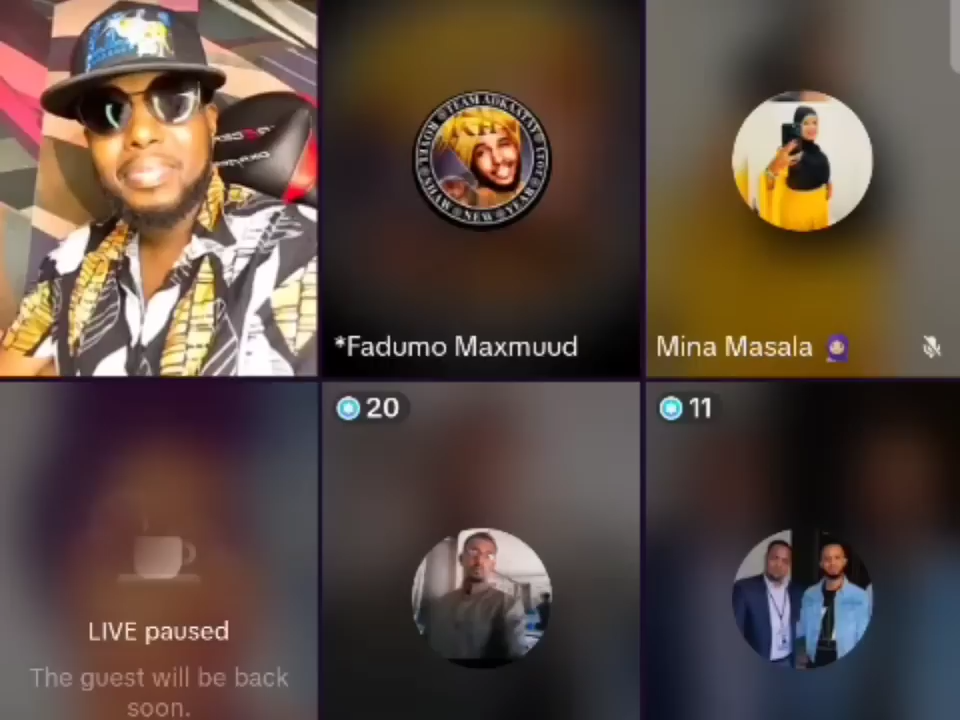 *Fadumo Maxmuud
Mina Masala
20
11
LIVE paused
The guest will be back
soon.